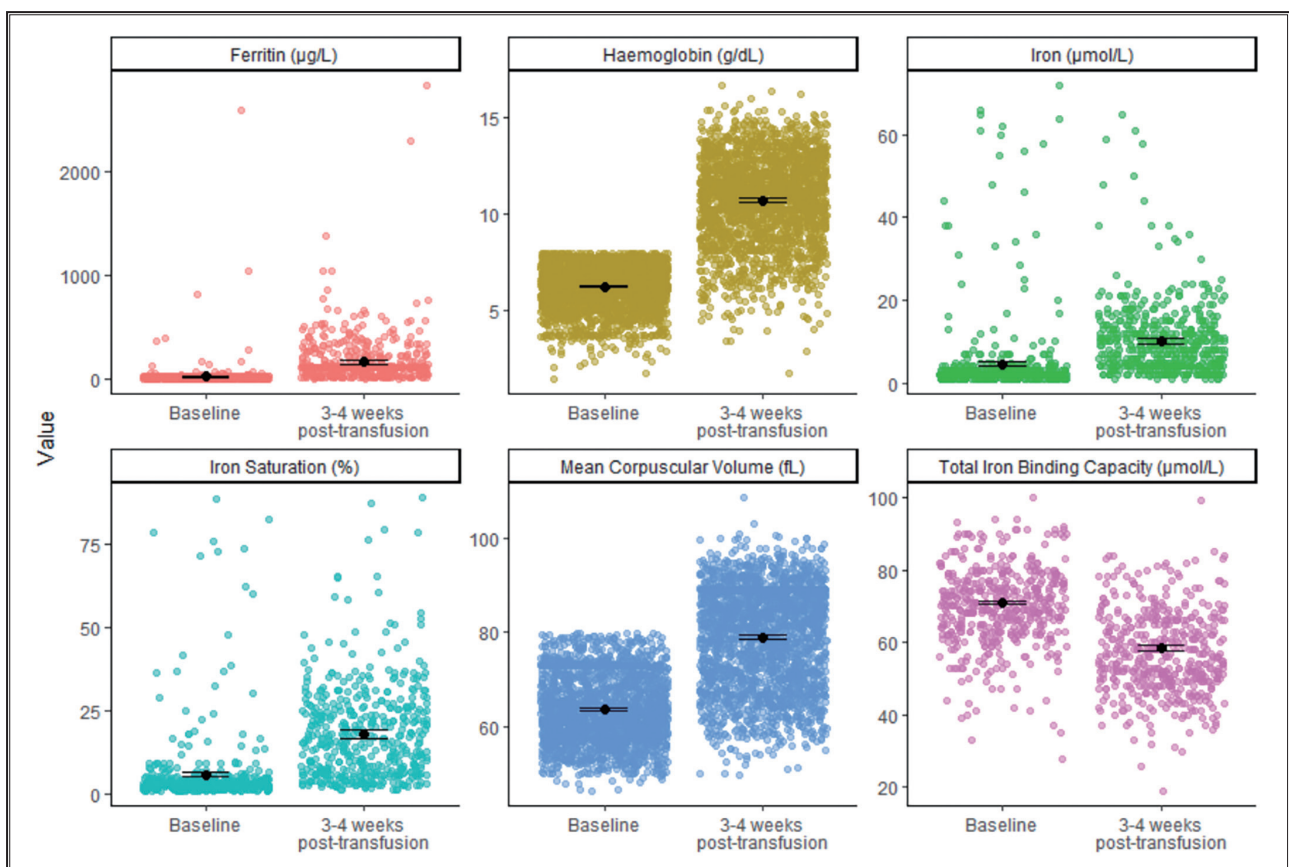 Ferritin (µg/L)
Haemoglobin (g/dL)
Iron (µmol/L)
2000
1000
0
15
10
5
60
40
20
0
Baseline
3-4 weeks
post-transfusion
Baseline
3-4 weeks
post-transfusion
Baseline
3-4 weeks
post-transfusion
Value
Iron Saturation (%)
Mean Corpuscular Volume (fL)
Total Iron Binding Capacity (µmol/L)
75
50
25
0
100
80
60
100
80
60
40
20
Baseline
3-4 weeks
post-transfusion
Baseline
3-4 weeks
post-transfusion
Baseline
3-4 weeks
post-transfusion